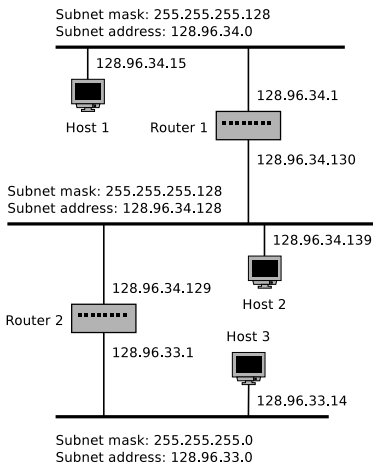 Subnet mask: 255.255.255.128
Subnet address: 128.96.34.0
128.96.34.15
128.96.34.1
Host 1
Router 1
128.96.34.130
Subnet mask: 255.255.255.128
Subnet address: 128.96.34.128
128.96.34.139
128.96.34.129
Host 2
Router 2
Host 3
128.96.33.1
128.96.33.14
Subnet mask: 255.255.255.0
Subnet address: 128.96.33.0